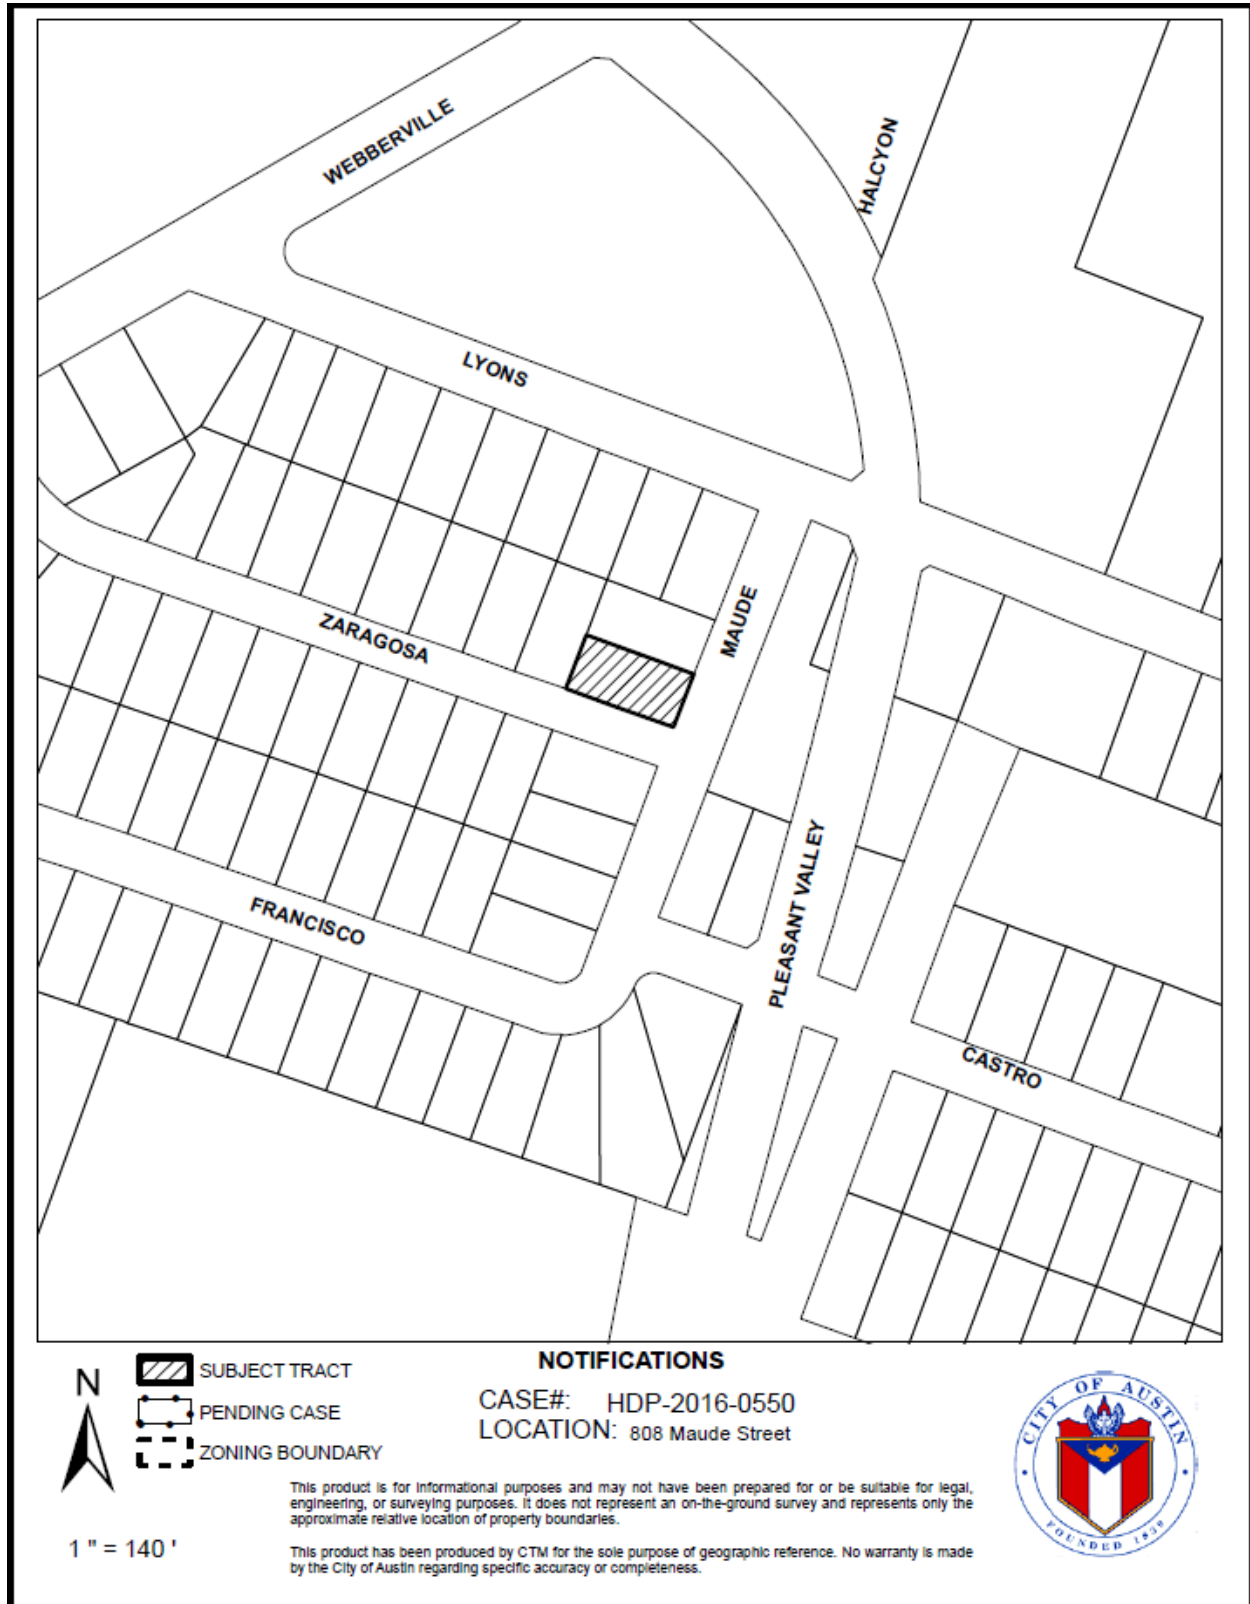 WEBBERVILLE
HALCYON
LYONS
MAUDE
ZARAGOSA
PLEASANT VALLEY
FRANCISCO
CASTRO
N
SUBJECT TRACT
PENDING CASE
ZONING BOUNDARY
1 " = 140 '
NOTIFICATIONS
CASE#: HDP-2016-0550
LOCATION: 808 Maude Street
This product is for informational purposes and may not have been prepared for or be suitable for legal,
engineering, or surveying purposes. It does not represent an on-the-ground survey and represents only the
approximate relative location of property boundaries.
This product has been produced by CTM for the sole purpose of geographic reference. No warranty is made
by the City of Austin regarding specific accuracy or completeness.
CITY OF AUSTIN
FOUNDED 1839